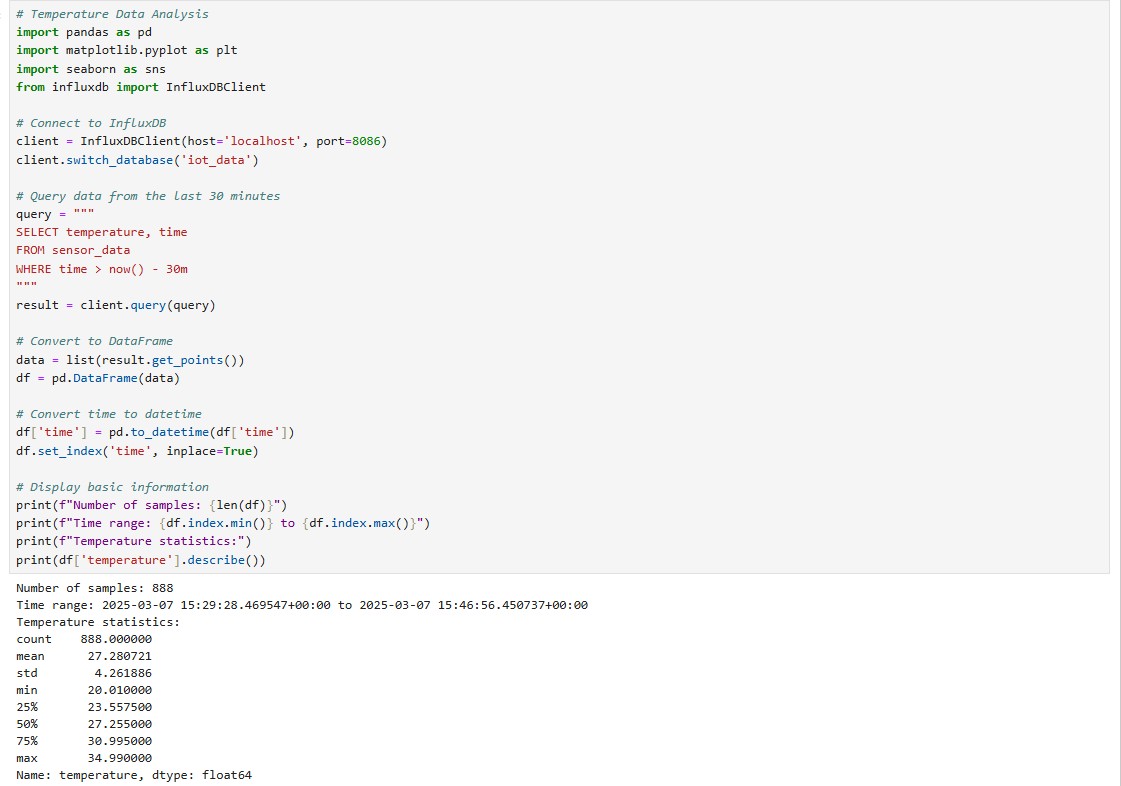 # Temperature Data Analysis
import pandas as pd
import matplotlib.pyplot as plt
import seaborn as sns
from influxdb import InfluxDBClient

# Connect to InfluxDB
client = InfluxDBClient(host='localhost', port=8086)
client.switch_database('iot_data')

# Query data from the last 30 minutes
query = """
SELECT temperature, time
FROM sensor_data
WHERE time > now() - 30m
"""
result = client.query(query)

# Convert to DataFrame
data = list(result.get_points())
df = pd.DataFrame(data)

# Convert time to datetime
df['time'] = pd.to_datetime(df['time'])
df.set_index('time', inplace=True)

# Display basic information
print(f"Number of samples: {len(df)}")
print(f"Time range: {df.index.min()} to {df.index.max()}")
print(f"Temperature statistics:")
print(df['temperature'].describe())
Number of samples: 888
Time range: 2025-03-07 15:29:28.469547+00:00 to 2025-03-07 15:46:56.450737+00:00
Temperature statistics:
count    888.000000
mean      27.280721
std        4.261886
min       20.010000
25%       23.557500
50%       27.255000
75%       30.995000
max       34.990000
Name: temperature, dtype: float64